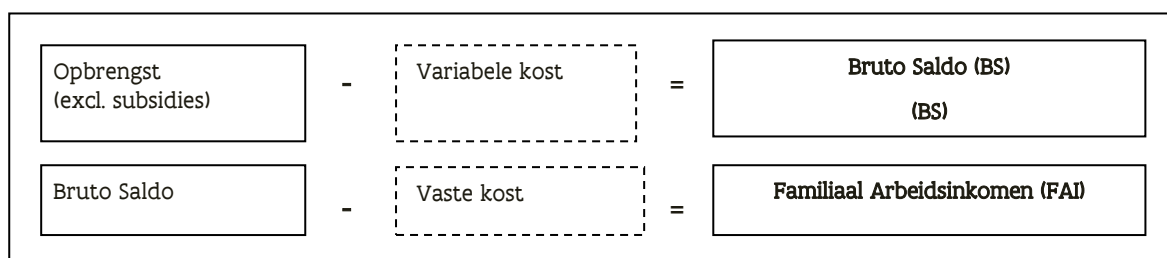 Opbrengst
(excl. subsidies)
-
Variabele kost
=
Bruto Saldo (BS)
(BS)
Bruto Saldo
-
Vaste kost
=
Familiaal Arbeidsinkomen (FAI)